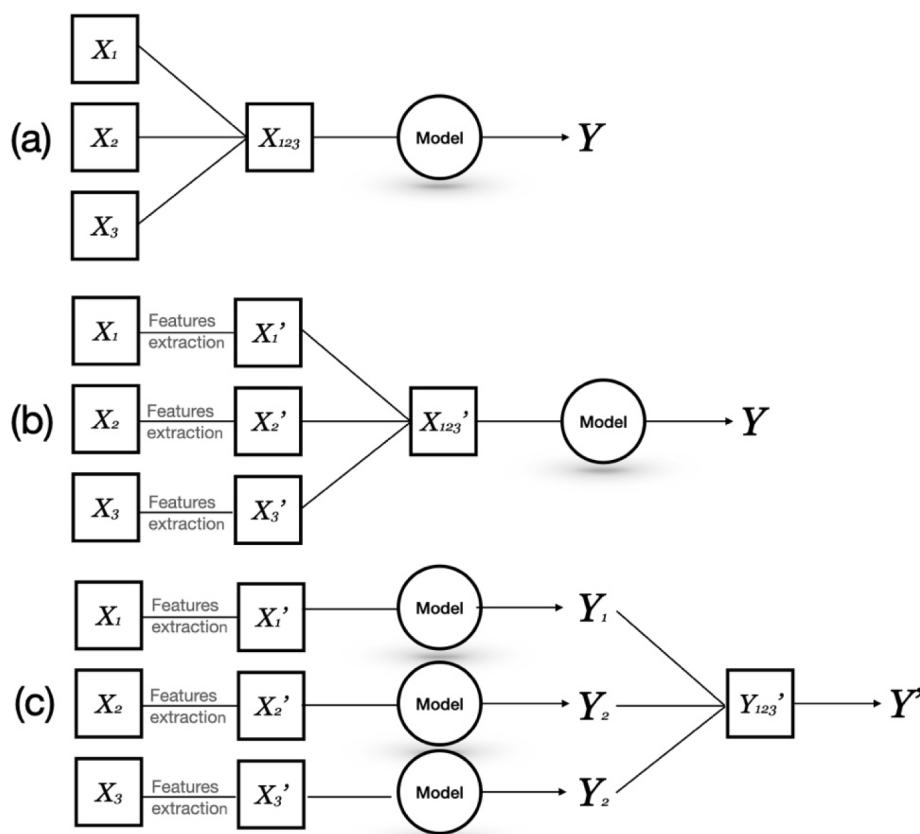 X₁
X₂
X₃
(a)
X₁₂₃
Model
Y
X₁ Features extraction X₁’
X₂ Features extraction X₂’
X₃ Features extraction X₃’
(b)
X₁₂₃’
Model
Y
X₁ Features extraction X₁’ Model Y₁
X₂ Features extraction X₂’ Model Y₂
X₃ Features extraction X₃’ Model Y₂
(c)
Y₁₂₃’
Y’